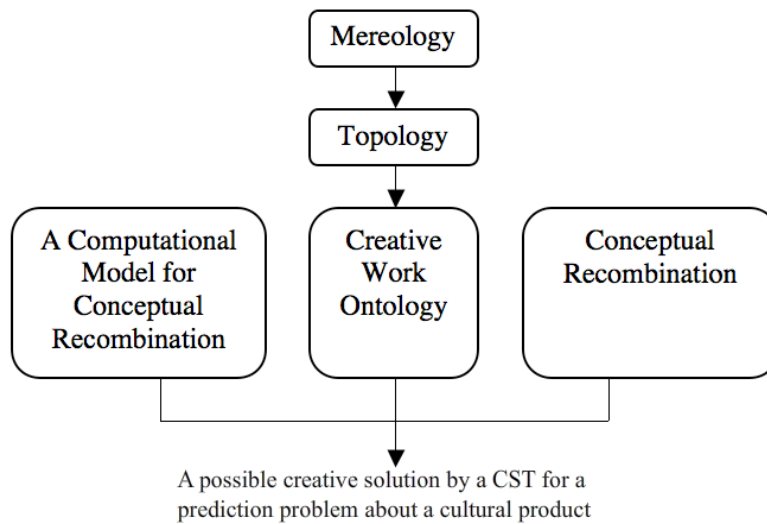 Mereology
Topology
A Computational
Model for
Conceptual
Recombination
Creative
Work
Ontology
Conceptual
Recombination
A possible creative solution by a CST for a
prediction problem about a cultural product